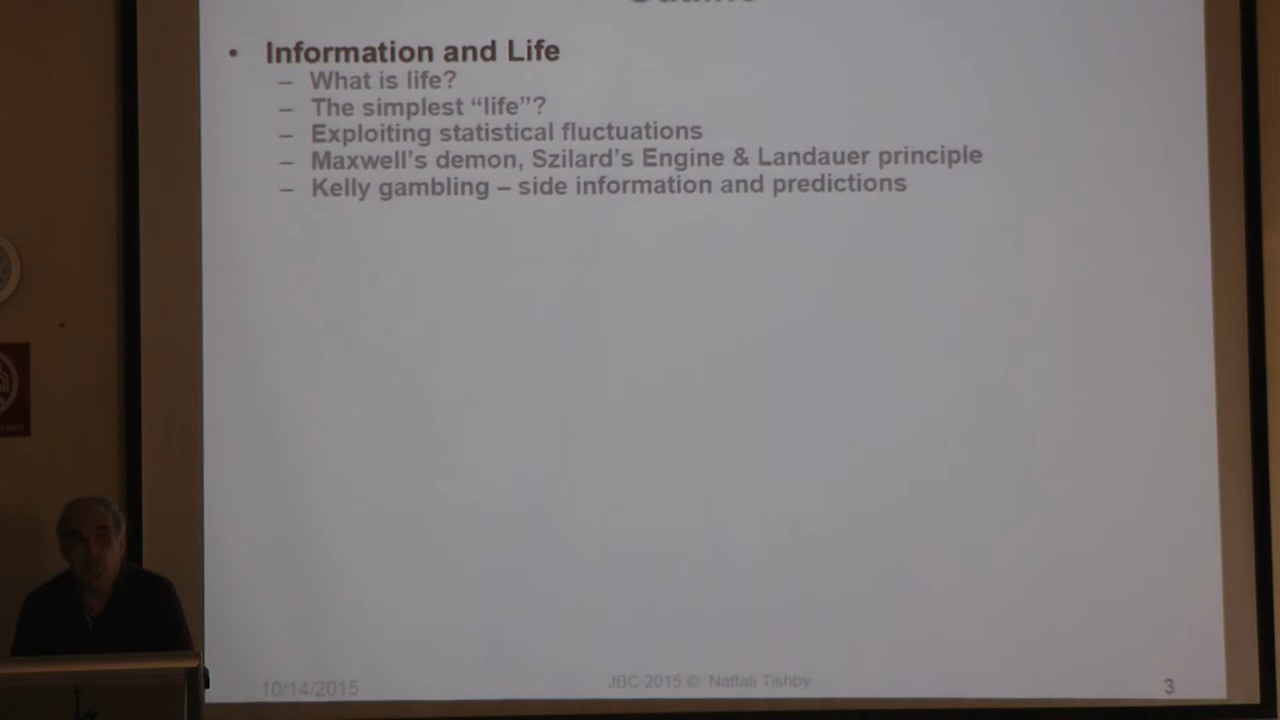 Outline
• Information and Life
– What is life?
– The simplest “life”?
– Exploiting statistical fluctuations
– Maxwell’s demon, Szilard’s Engine & Landauer principle
– Kelly gambling – side information and predictions
10/14/2015
JBC 2015 © Naftali Tishby
3